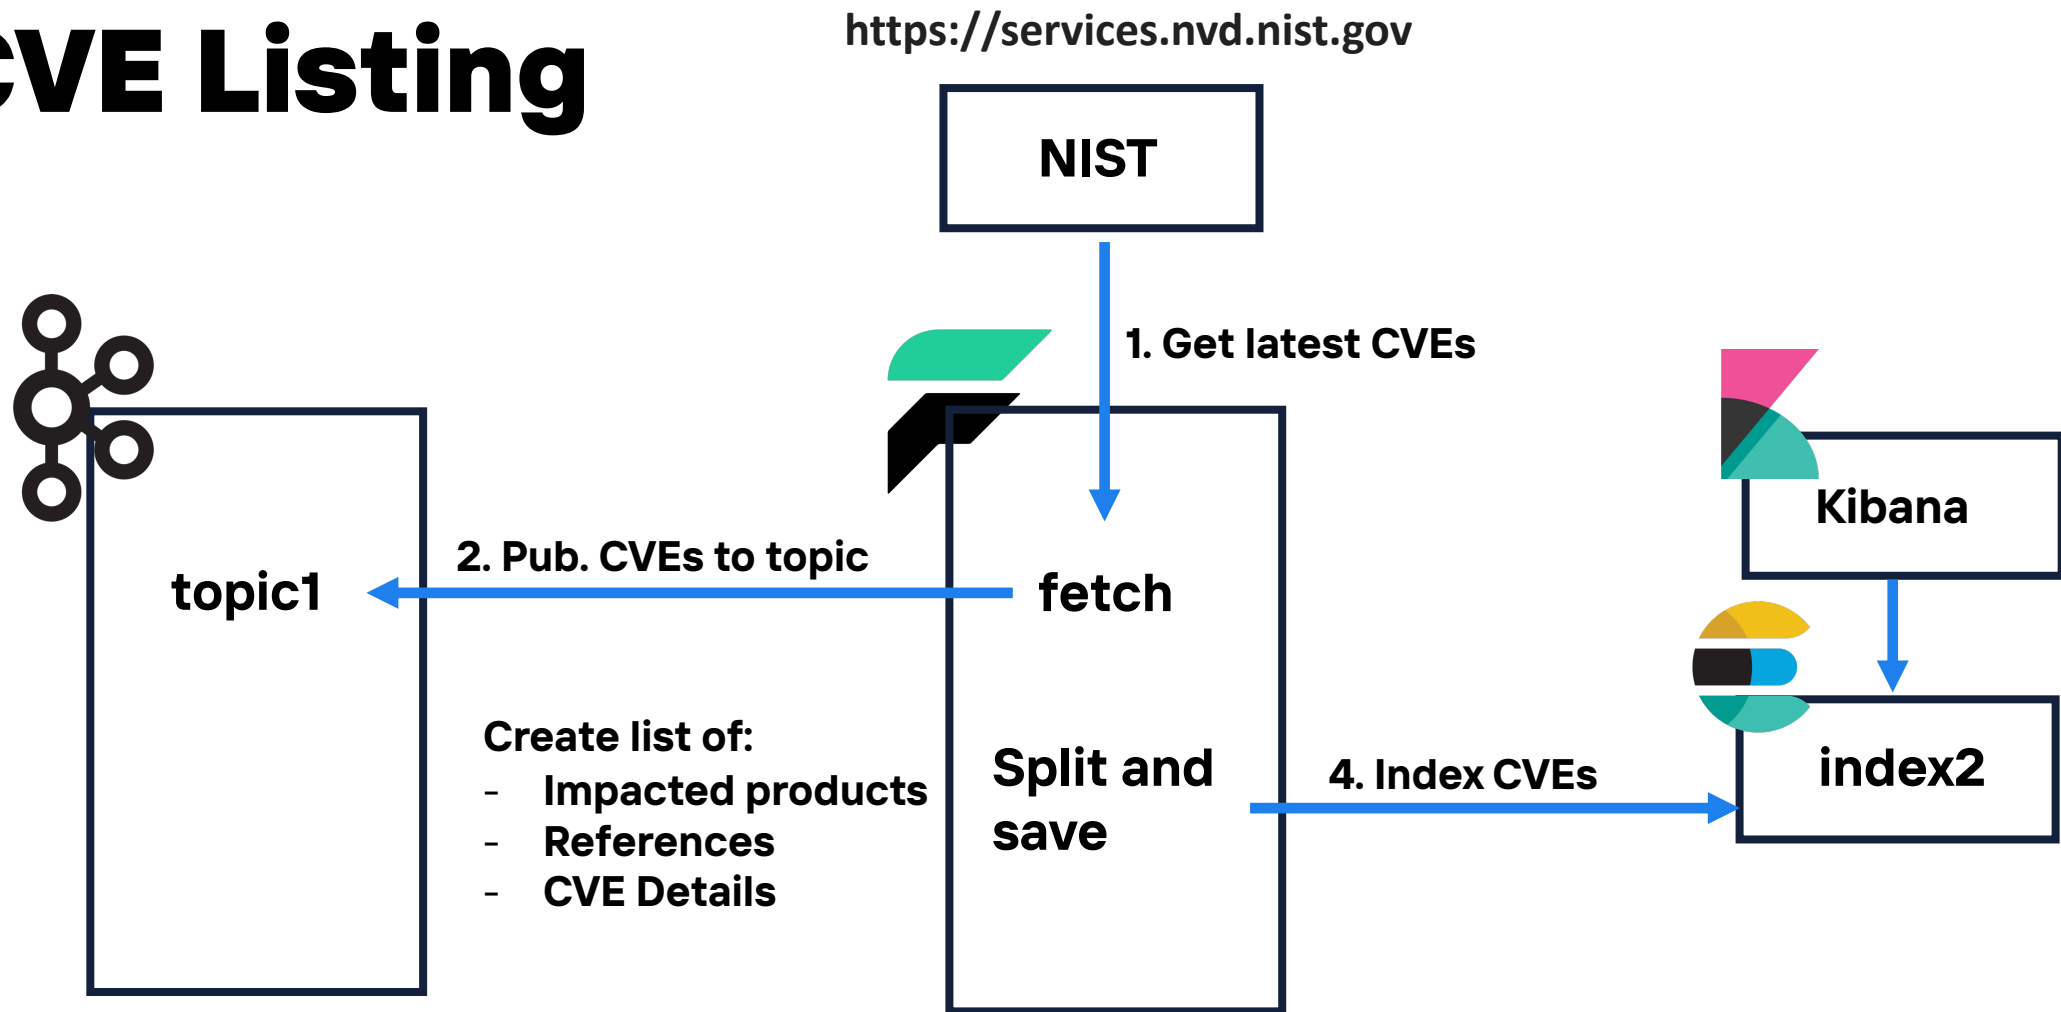 CVE Listing
https://services.nvd.nist.gov
NIST
1. Get latest CVEs
Kibana
2. Pub. CVEs to topic
topic1
fetch
Create list of:
- Impacted products
- References
- CVE Details
Split and
save
4. Index CVEs
index2